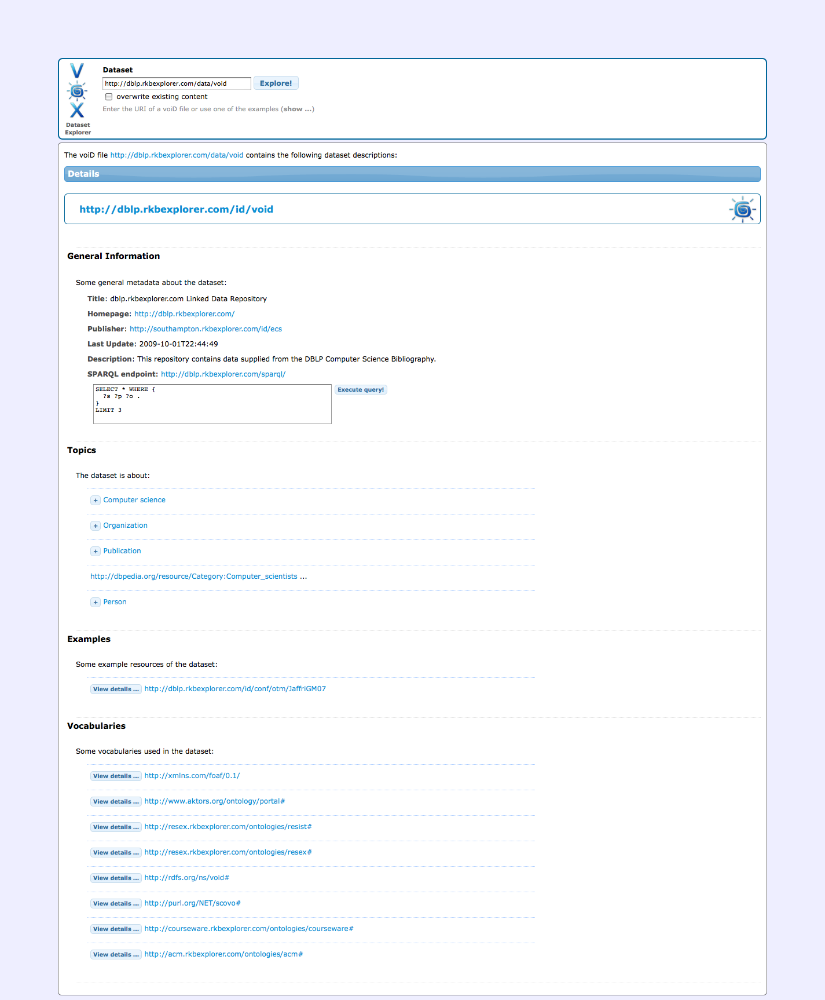 V
X
Dataset
Explorer
Dataset
http://dblp.rkbexplorer.com/data/void Explore!
overwrite existing content
Enter the URI of a voiD file or use one of the examples (show ...)
The voiD file http://dblp.rkbexplorer.com/data/void contains the following dataset descriptions:
Details
http://dblp.rkbexplorer.com/id/void
General Information
Some general metadata about the dataset:
Title: dblp.rkbexplorer.com Linked Data Repository
Homepage: http://dblp.rkbexplorer.com/
Publisher: http://southampton.rkbexplorer.com/id/ecs
Last Update: 2009-10-01T22:44:49
Description: This repository contains data supplied from the DBLP Computer Science Bibliography.
SPARQL endpoint: http://dblp.rkbexplorer.com/sparql/
SELECT * WHERE { Execute query!
?s ?p ?o .
}
LIMIT 3
Topics
The dataset is about:
+ Computer science
+ Organization
+ Publication
http://dbpedia.org/resource/Category:Computer_scientists ...
+ Person
Examples
Some example resources of the dataset:
View details ... http://dblp.rkbexplorer.com/id/conf/otm/JaffriGM07
Vocabularies
Some vocabularies used in the dataset:
View details ... http://xmlns.com/foaf/0.1/
View details ... http://www.aktors.org/ontology/portal#
View details ... http://resex.rkbexplorer.com/ontologies/resist#
View details ... http://resex.rkbexplorer.com/ontologies/resex#
View details ... http://rdfs.org/ns/void#
View details ... http://purl.org/NET/scovo#
View details ... http://courseware.rkbexplorer.com/ontologies/courseware#
View details ... http://acm.rkbexplorer.com/ontologies/acm#